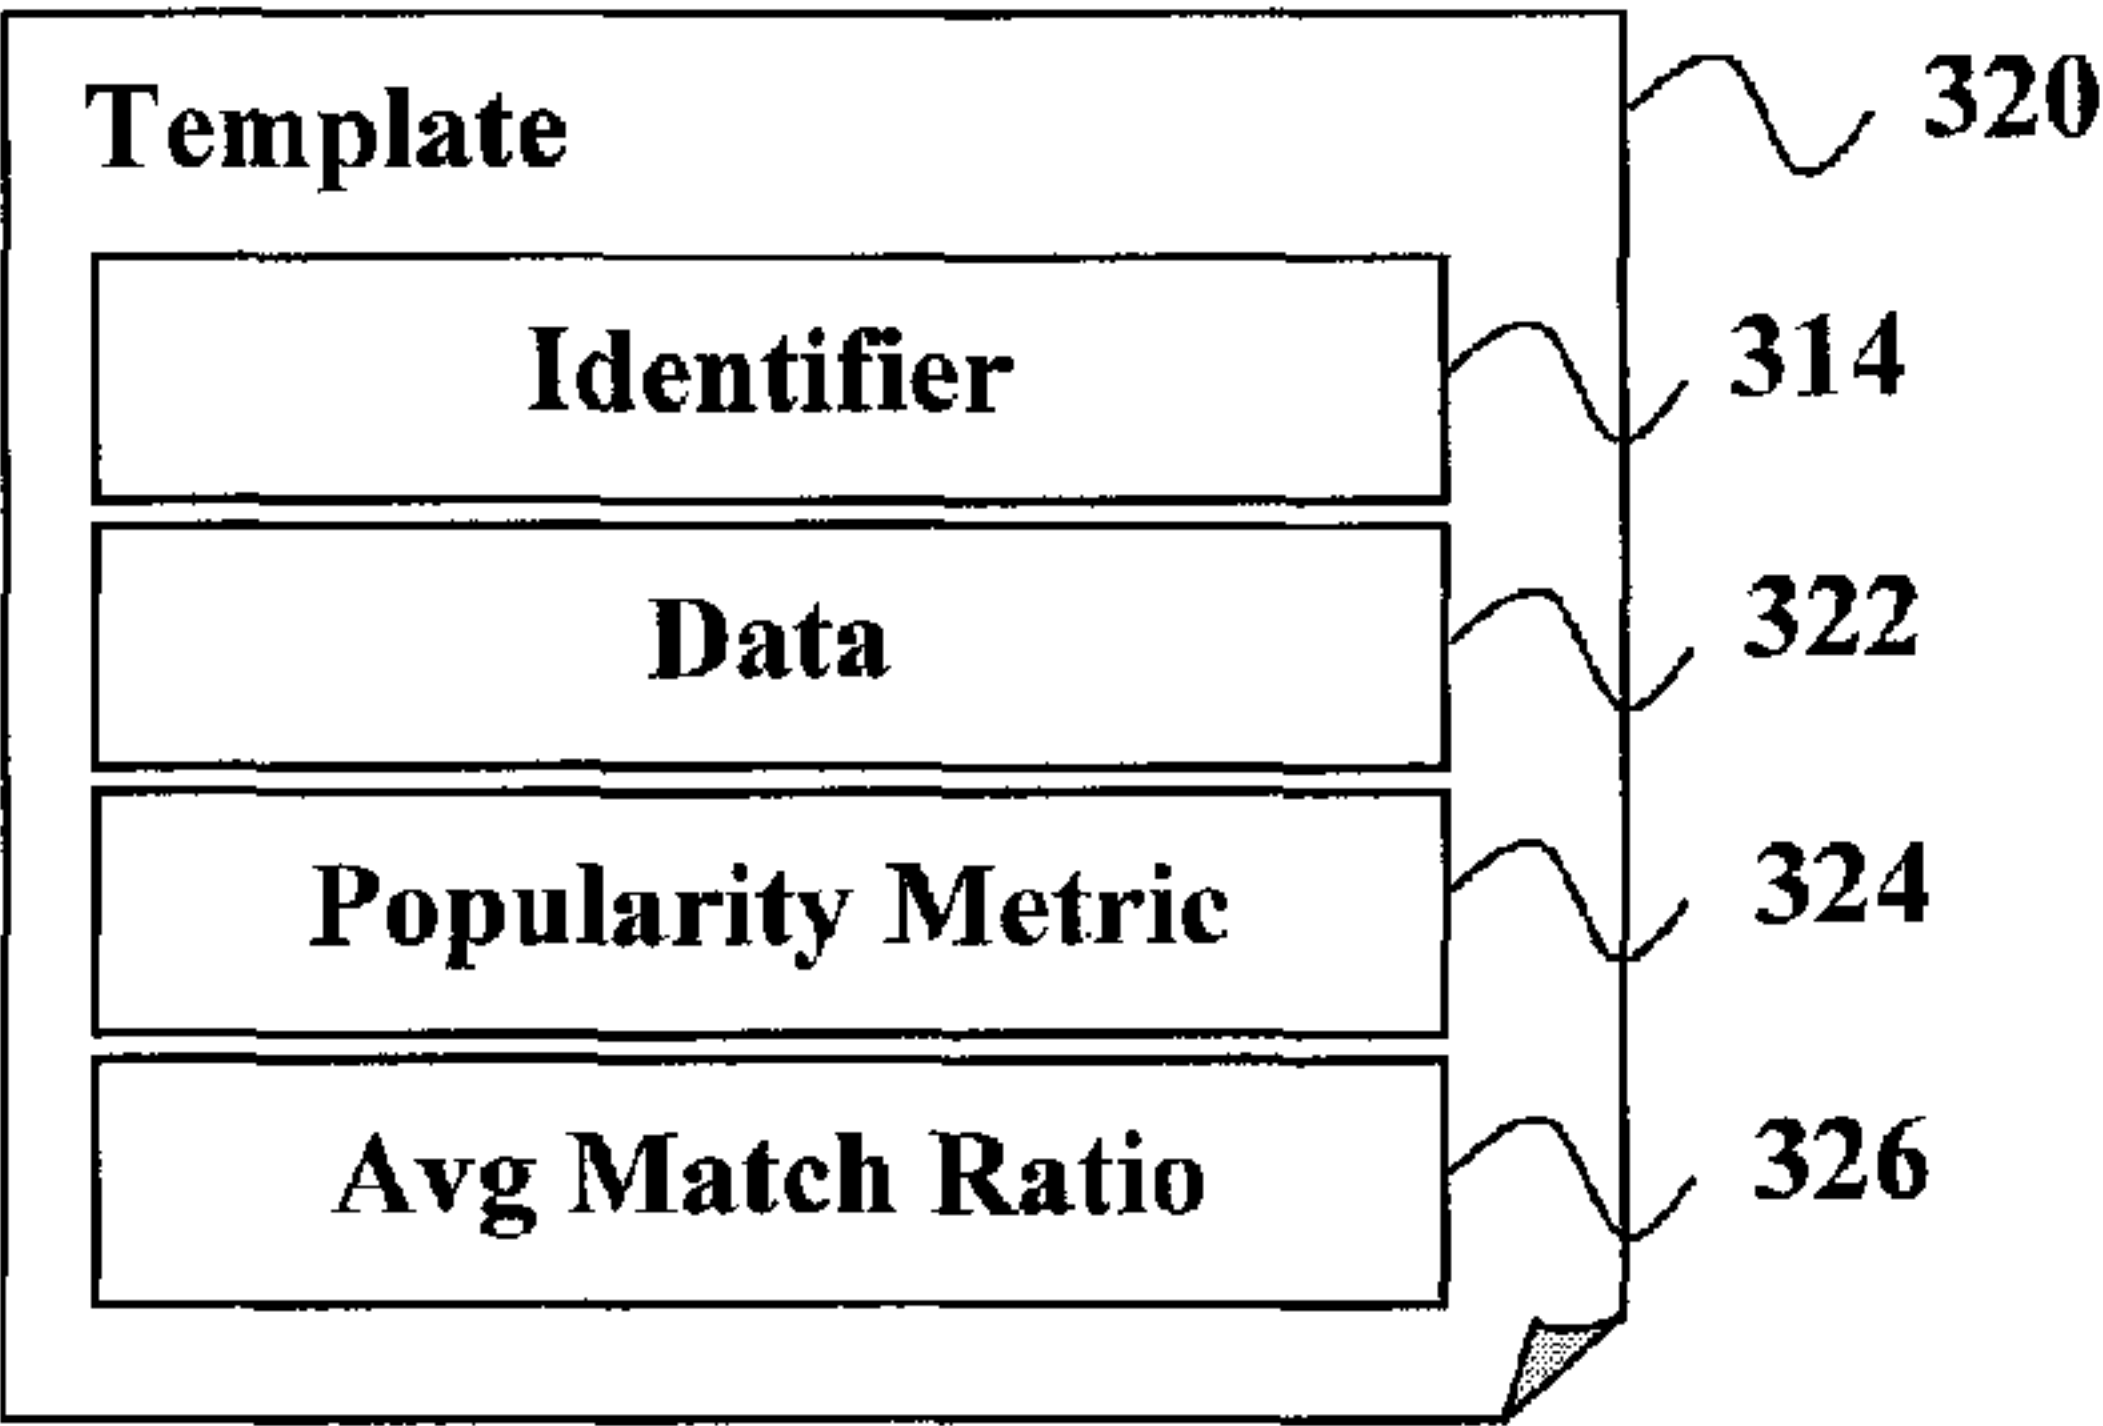 Template 320
Identifier 314
Data 322
Popularity Metric 324
Avg Match Ratio 326